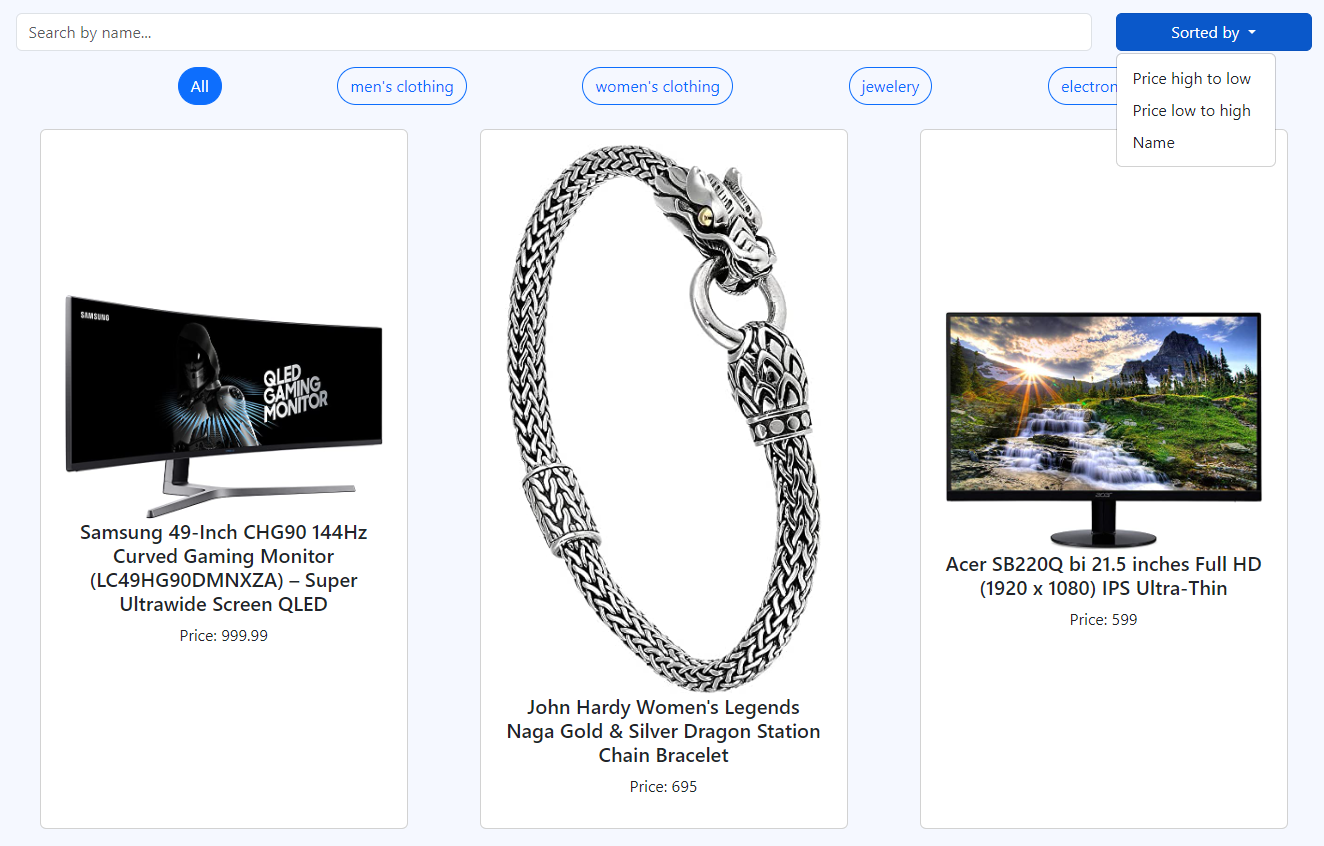 Search by name...
Sorted by
Price high to low
Price low to high
Name
All
men's clothing
women's clothing
jewelery
electron
SAMSUNG
QLED
GAMING
MONITOR
Samsung 49-Inch CHG90 144Hz
Curved Gaming Monitor
(LC49HG90DMNXZA) – Super
Ultrawide Screen QLED
Price: 999.99
John Hardy Women's Legends
Naga Gold & Silver Dragon Station
Chain Bracelet
Price: 695
acer
Acer SB220Q bi 21.5 inches Full HD
(1920 x 1080) IPS Ultra-Thin
Price: 599